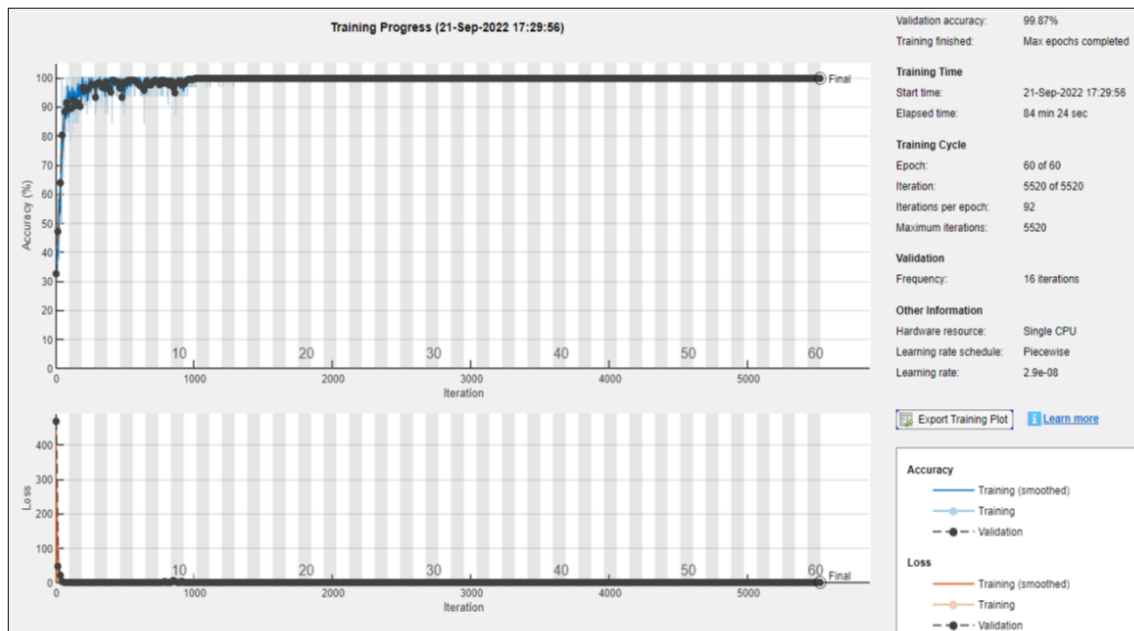 Training Progress (21-Sep-2022 17:29:56)
100
90
80
70
60
50
40
30
20
10
0
Accuracy (%)
Final
10 20 30 40 50 60
0 1000 2000 3000 4000 5000
Iteration
400
300
200
100
0
Loss
Final
10 20 30 40 50 60
0 1000 2000 3000 4000 5000
Iteration
Validation accuracy: 99.87%
Training finished: Max epochs completed
Training Time
Start time: 21-Sep-2022 17:29:56
Elapsed time: 84 min 24 sec
Training Cycle
Epoch: 60 of 60
Iteration: 5520 of 5520
Iterations per epoch: 92
Maximum iterations: 5520
Validation
Frequency: 16 iterations
Other Information
Hardware resource: Single CPU
Learning rate schedule: Piecewise
Learning rate: 2.9e-08
Export Training Plot i Learn more
Accuracy
Training (smoothed)
Training
Validation
Loss
Training (smoothed)
Training
Validation